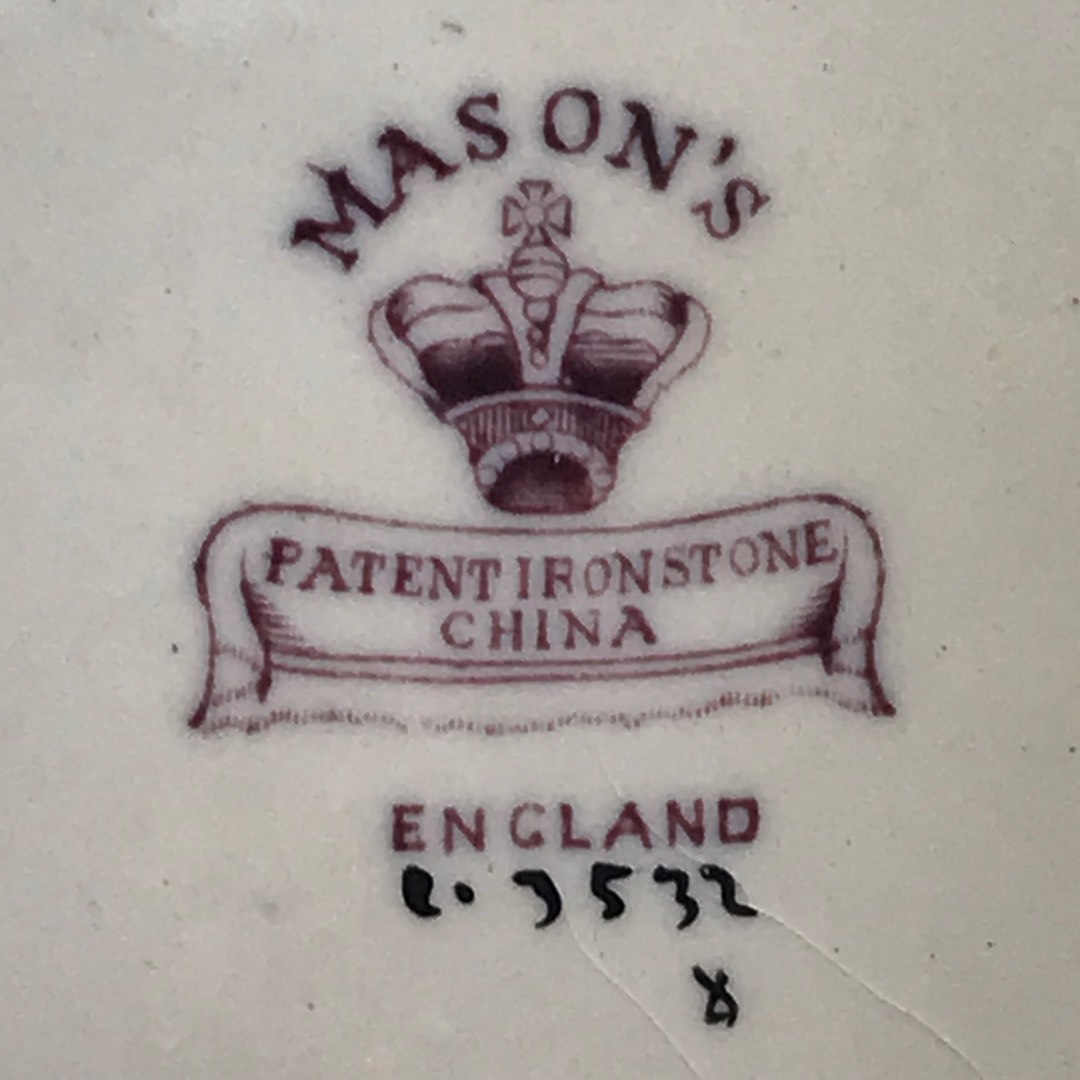 MASON'S
PATENT IRONSTONE
CHINA
ENGLAND
C. 3532